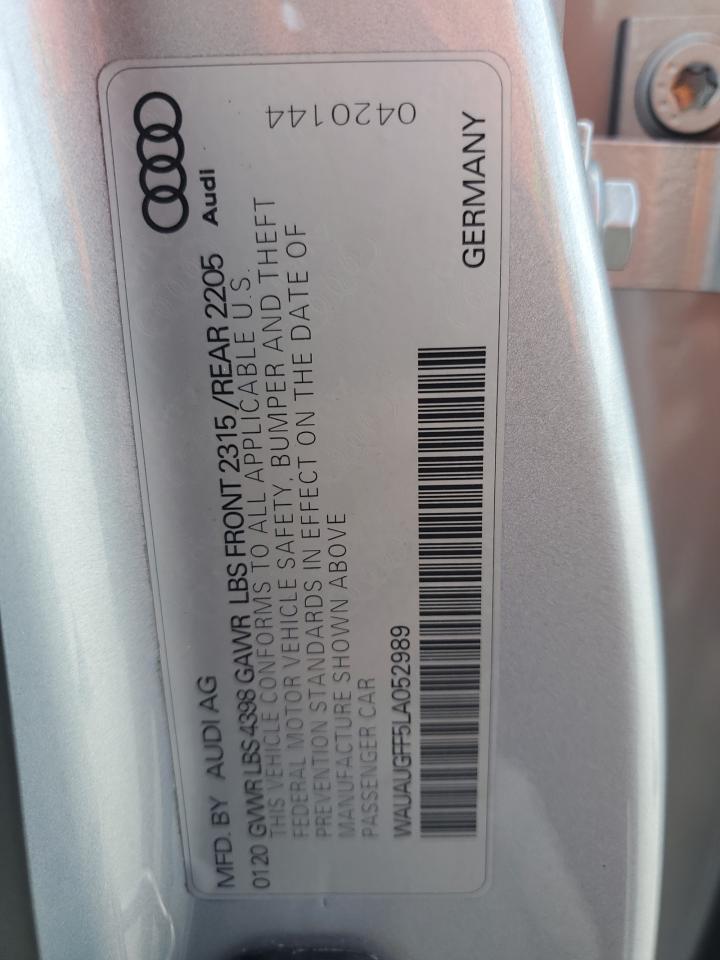 MFD. BY AUDI AG
0120 GVWR LBS 4398 GAWR LBS FRONT 2315 /REAR 2205
THIS VEHICLE CONFORMS TO ALL APPLICABLE U.S.
FEDERAL MOTOR VEHICLE SAFETY, BUMPER AND THEFT
PREVENTION STANDARDS IN EFFECT ON THE DATE OF
MANUFACTURE SHOWN ABOVE
PASSENGER CAR
WAUAUGFF5LA052989
Audi
0420144
GERMANY